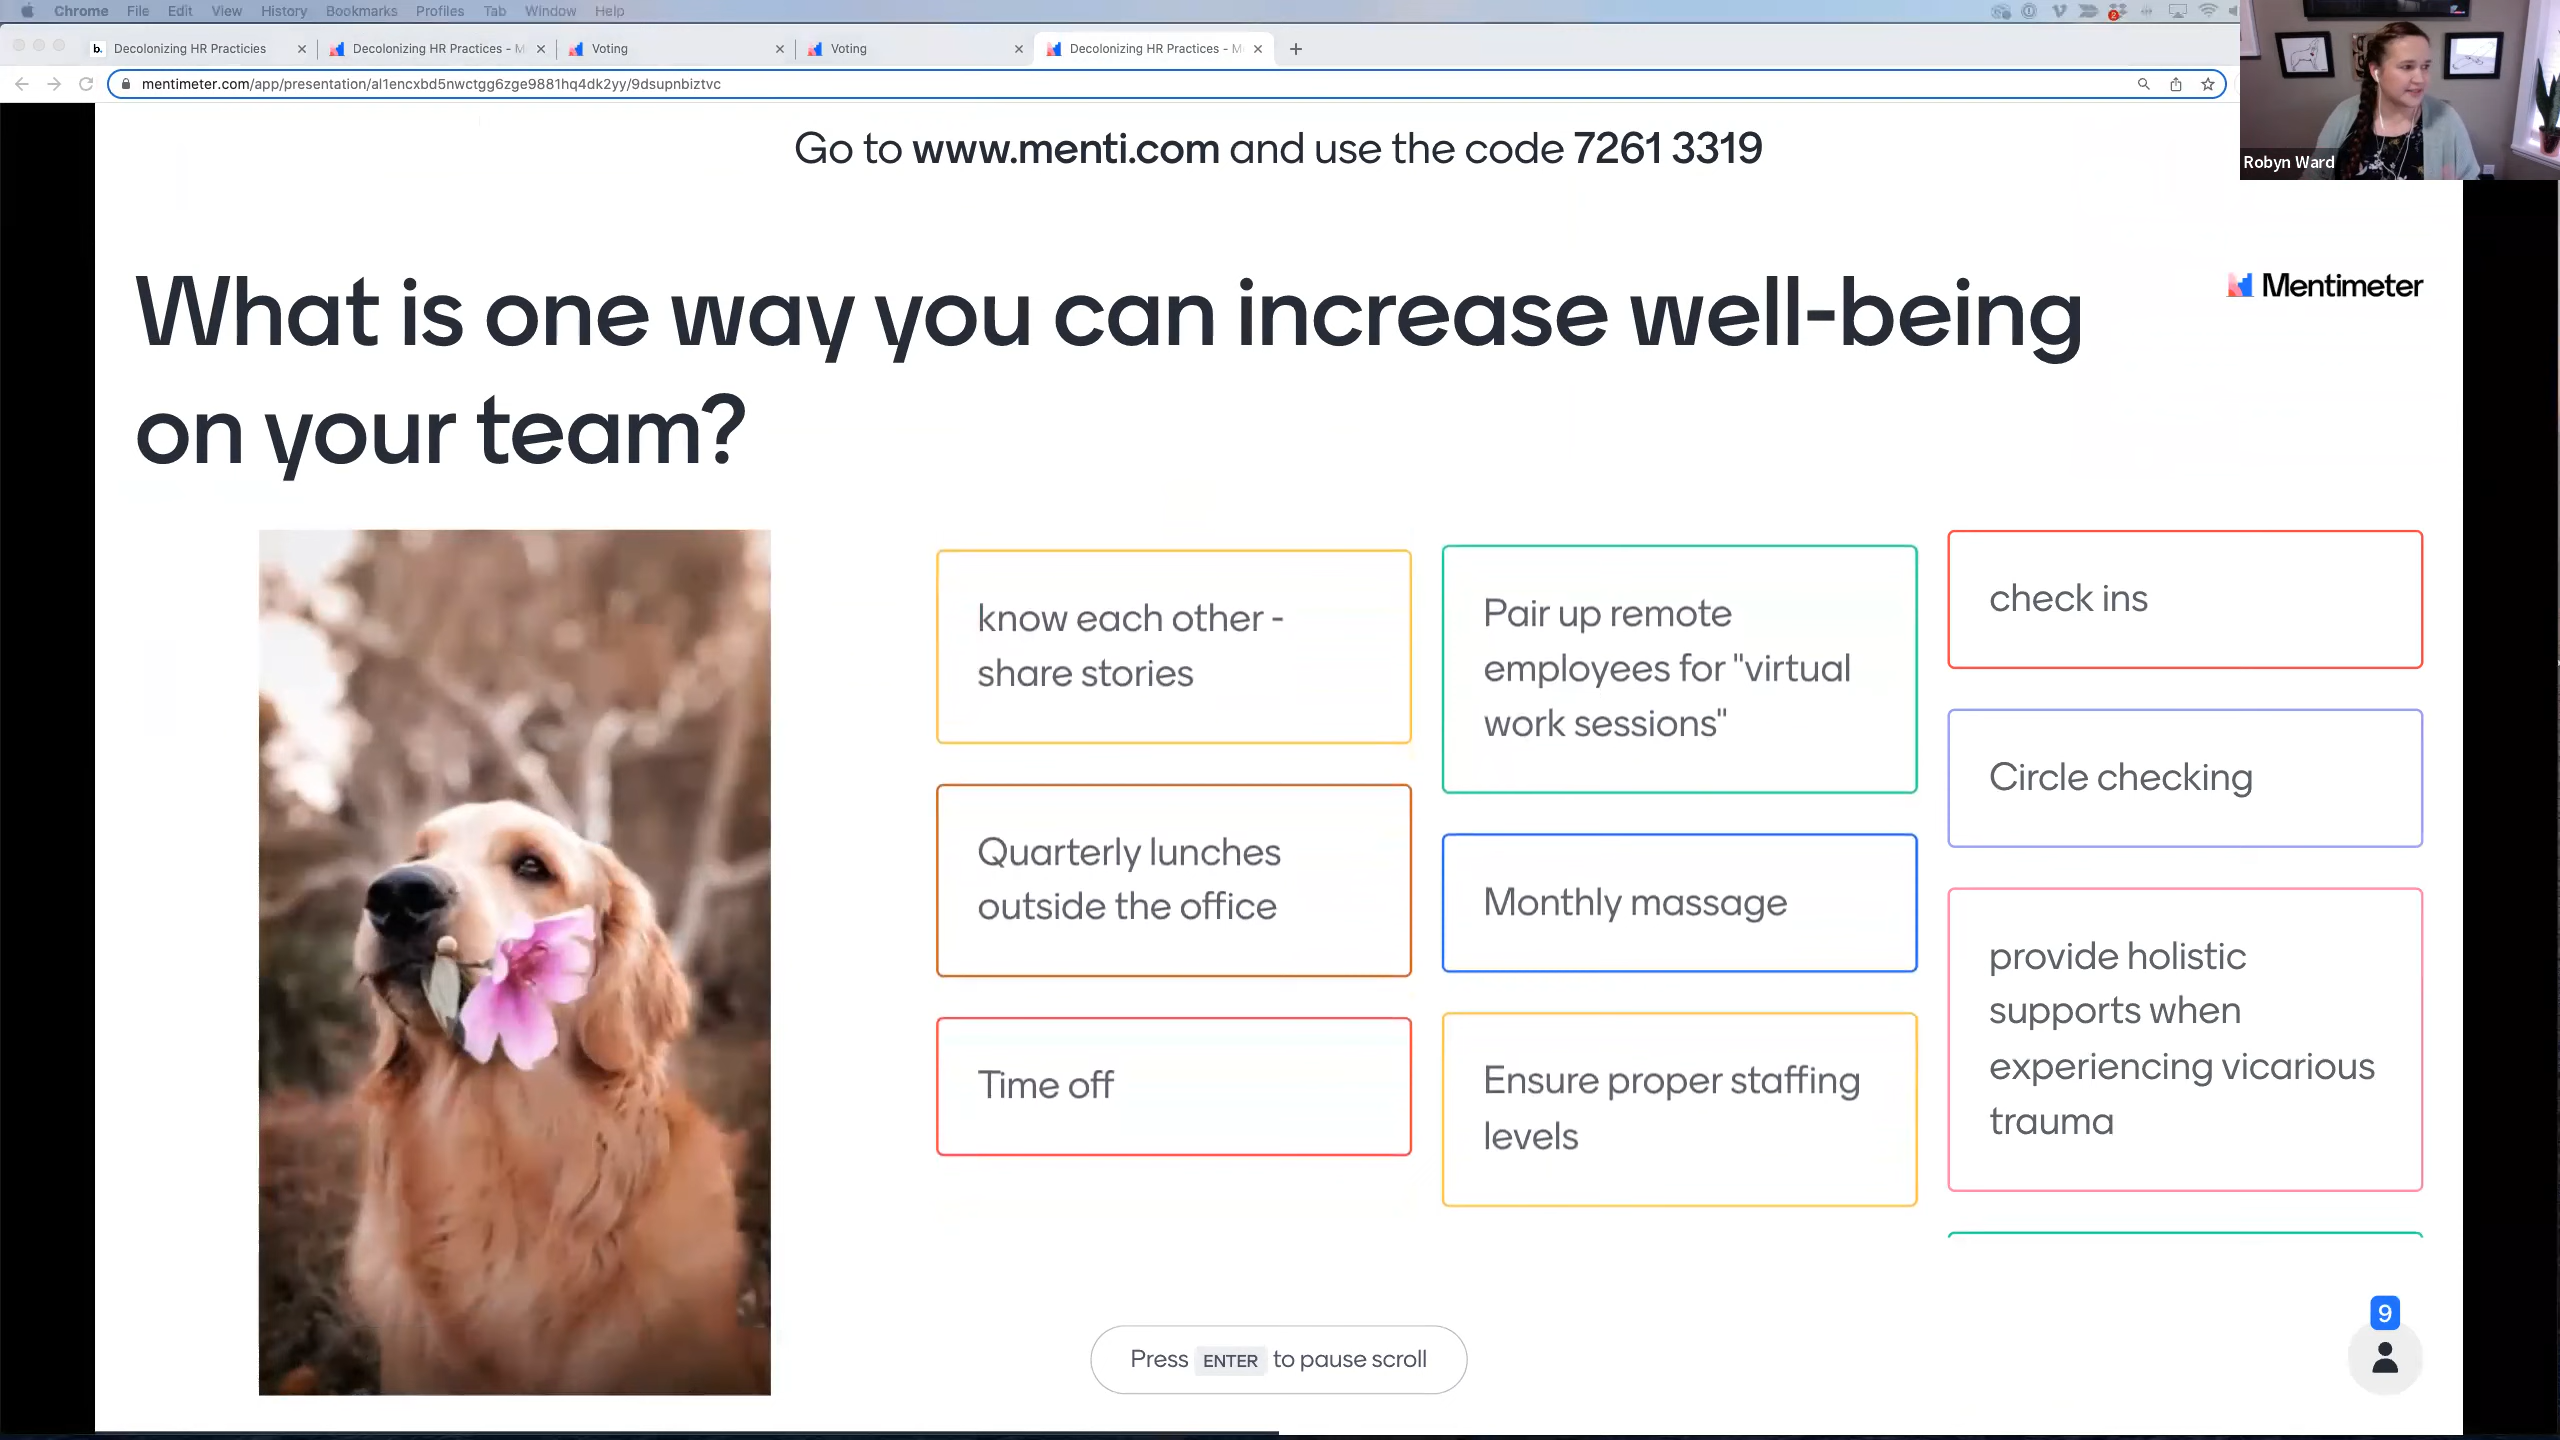 Chrome File Edit View History Bookmarks Profiles Tab Window Help
2
b. Decolonizing HR Practicies
Decolonizing HR Practices - M
Voting
Voting
Decolonizing HR Practices - M
mentimeter.com/app/presentation/al1encxbd5nwctgg6zge9881hq4dk2yy/9dsupnbiztvc
Robyn Ward
Go to www.menti.com and use the code 7261 3319
Mentimeter
What is one way you can increase well-being
on your team?
know each other -
share stories
Quarterly lunches
outside the office
Time off
Pair up remote
employees for "virtual
work sessions"
Monthly massage
Ensure proper staffing
levels
check ins
Circle checking
provide holistic
supports when
experiencing vicarious
trauma
Press ENTER to pause scroll
9